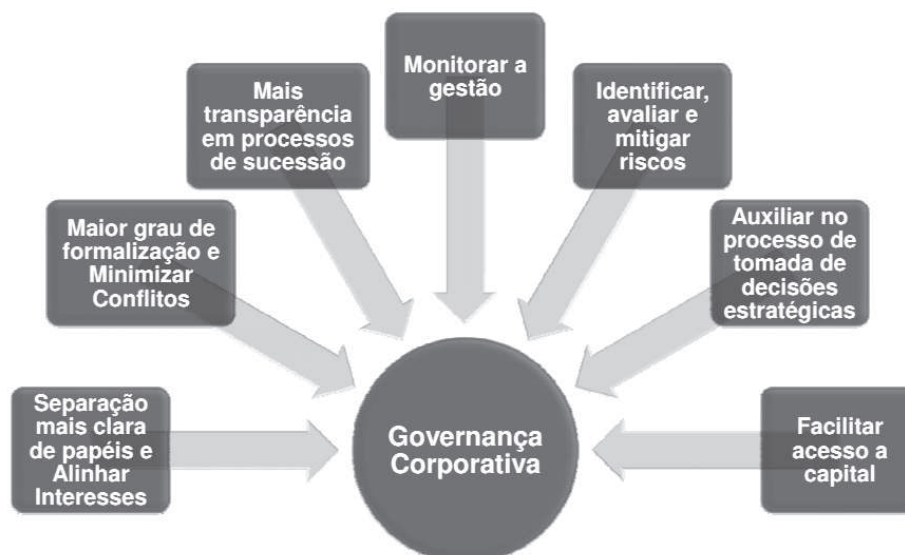 Monitorar a
gestão
Mais
transparência
em processos
de sucessão
Identificar,
avaliar e
mitigar
riscos
Maior grau de
formalização e
Minimizar
Conflitos
Auxiliar no
processo de
tomada de
decisões
estratégicas
Separação
mais clara
de papéis e
Alinhar
Interesses
Governança
Corporativa
Facilitar
acesso a
capital